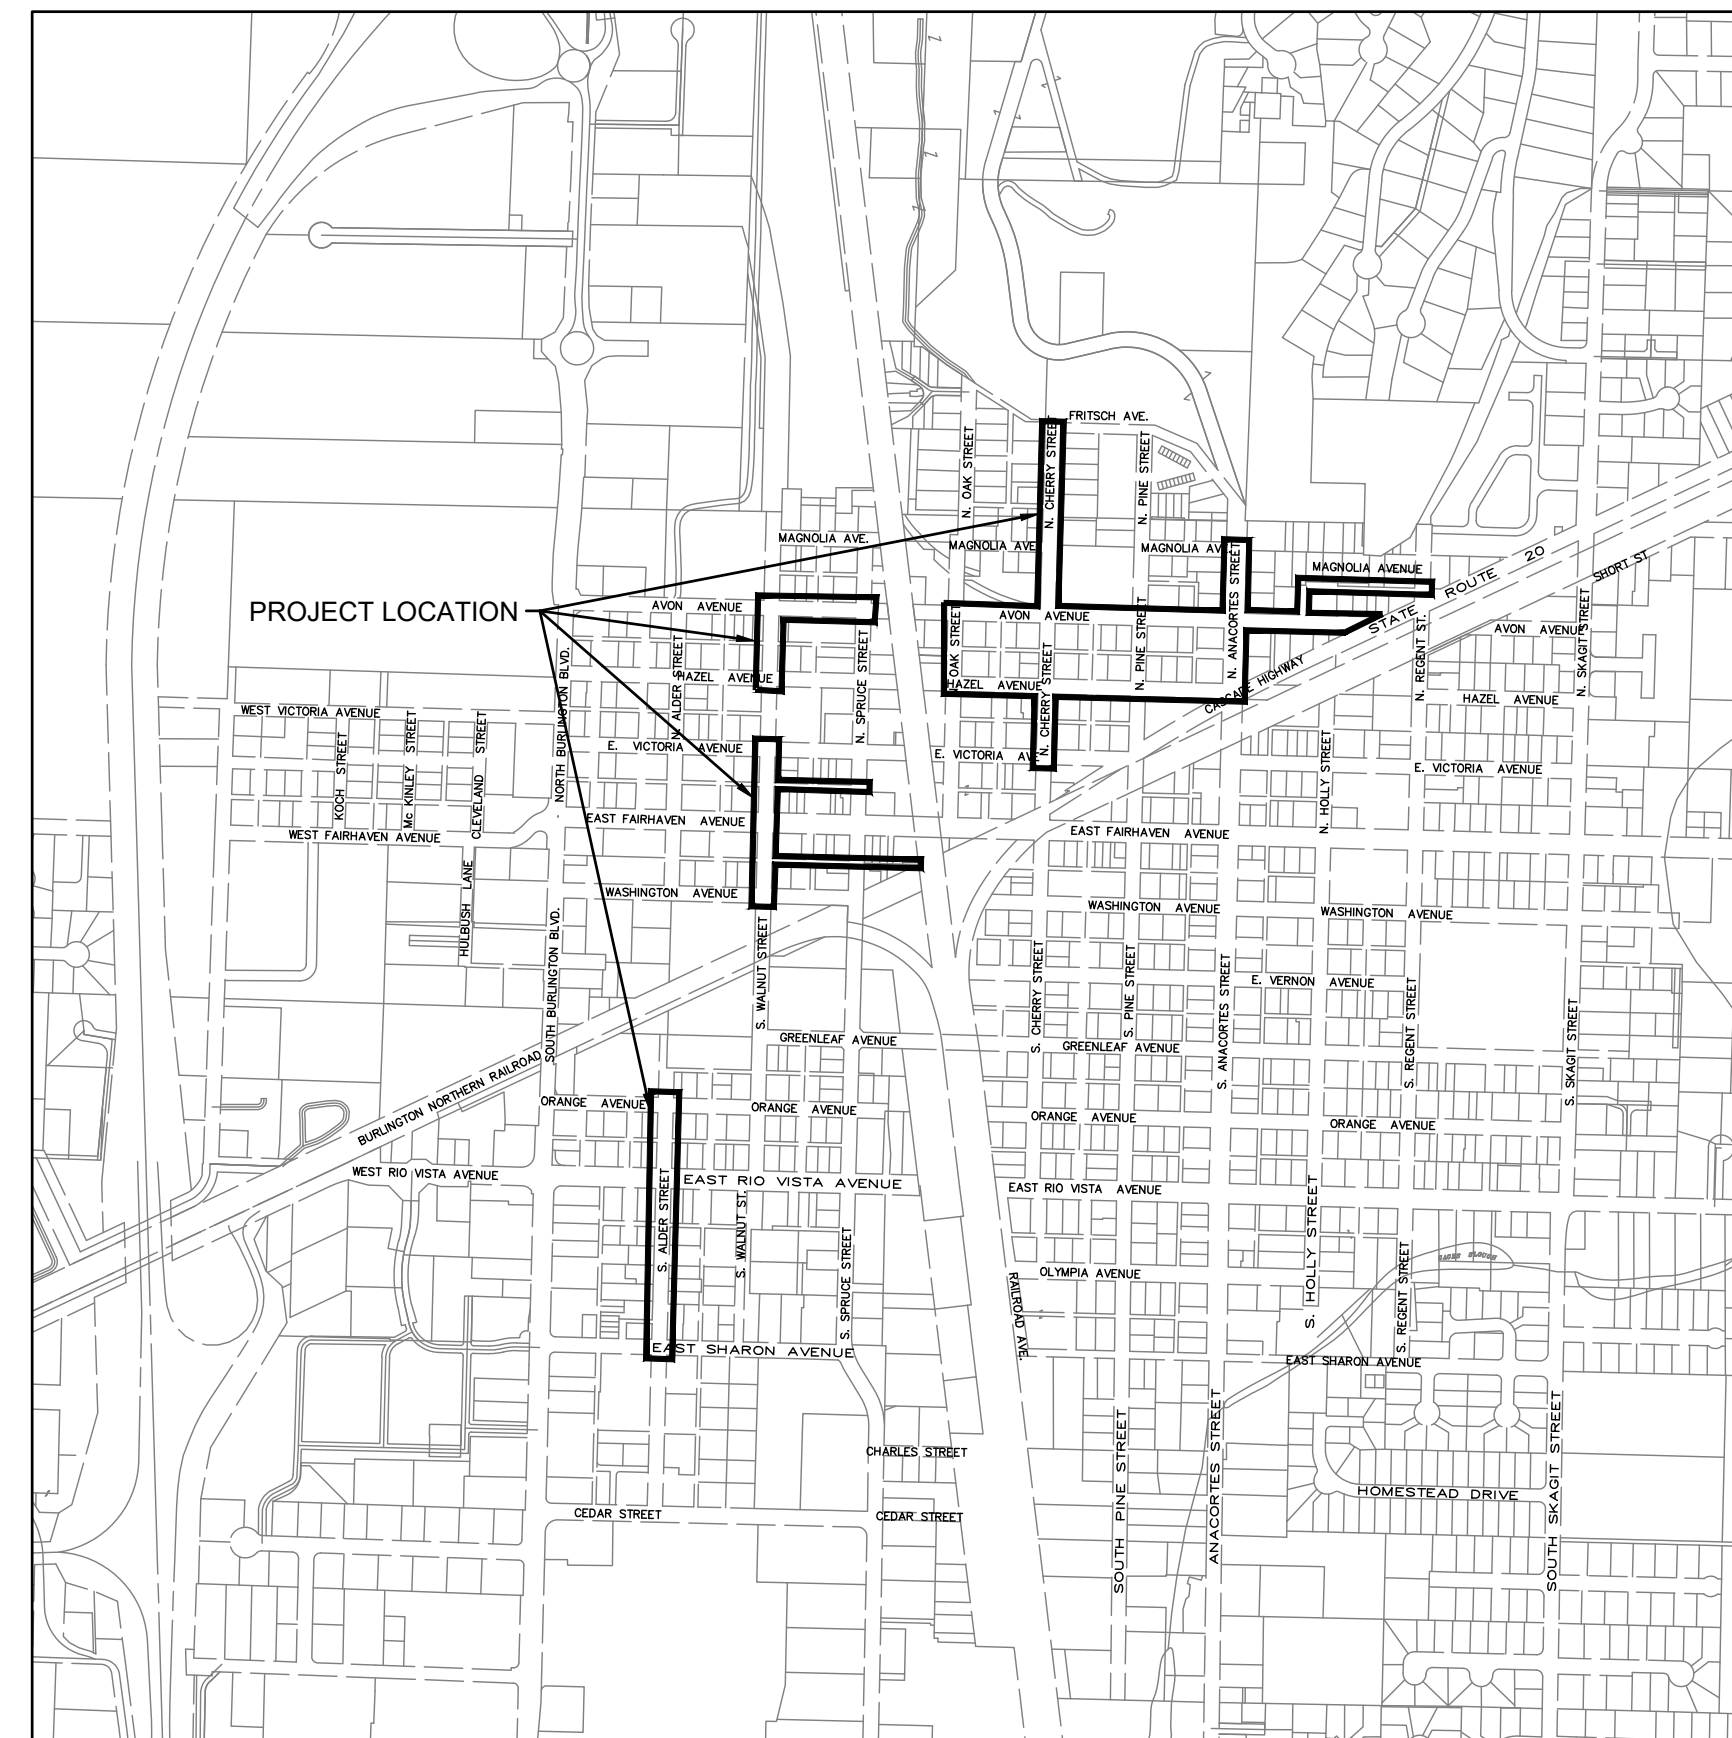 FRITSCH AVE.
N. OAK STREET
N. CHERRY STREET
N. PINE STREET
MAGNOLIA AVE.
MAGNOLIA AVE
MAGNOLIA AV
N. ANACORTES STREET
MAGNOLIA AVENUE
STATE ROUTE 20
SHORT ST
PROJECT LOCATION
AVON AVENUE
AVON AVENUE
AVON AVENUE
N. ALDER STREET
N. SPRUCE STREET
OAK STREET
N. PINE STREET
N. REGENT ST.
N. SKAGIT STREET
HAZEL AVENUE
HAZEL AVENUE
HAZEL AVENUE
N. CHERRY STREET
CASCADE HIGHWAY
NORTH BURLINGTON BLVD.
WEST VICTORIA AVENUE
KOCH STREET
Mc KINLEY STREET
CLEVELAND STREET
E. VICTORIA AVENUE
E. VICTORIA AV
E. VICTORIA AVENUE
N. HOLLY STREET
WEST FAIRHAVEN AVENUE
EAST FAIRHAVEN AVENUE
EAST FAIRHAVEN AVENUE
HULBUSH LANE
WASHINGTON AVENUE
WASHINGTON AVENUE
WASHINGTON AVENUE
SOUTH BURLINGTON BLVD.
S. WALNUT STREET
S. CHERRY STREET
S. PINE STREET
S. ANACORTES STREET
E. VERNON AVENUE
S. REGENT STREET
S. SKAGIT STREET
GREENLEAF AVENUE
GREENLEAF AVENUE
BURLINGTON NORTHERN RAILROAD
ORANGE AVENUE
ORANGE AVENUE
ORANGE AVENUE
ORANGE AVENUE
WEST RIO VISTA AVENUE
EAST RIO VISTA AVENUE
EAST RIO VISTA AVENUE
S. ALDER STREET
S. WALNUT ST.
S. SPRUCE STREET
S. HOLLY STREET
S. REGENT STREET
GAGES SLOUGH
OLYMPIA AVENUE
RAILROAD AVE.
EAST SHARON AVENUE
EAST SHARON AVENUE
CHARLES STREET
CEDAR STREET
CEDAR STREET
SOUTH PINE STREET
ANACORTES STREET
HOMESTEAD DRIVE
SOUTH SKAGIT STREET